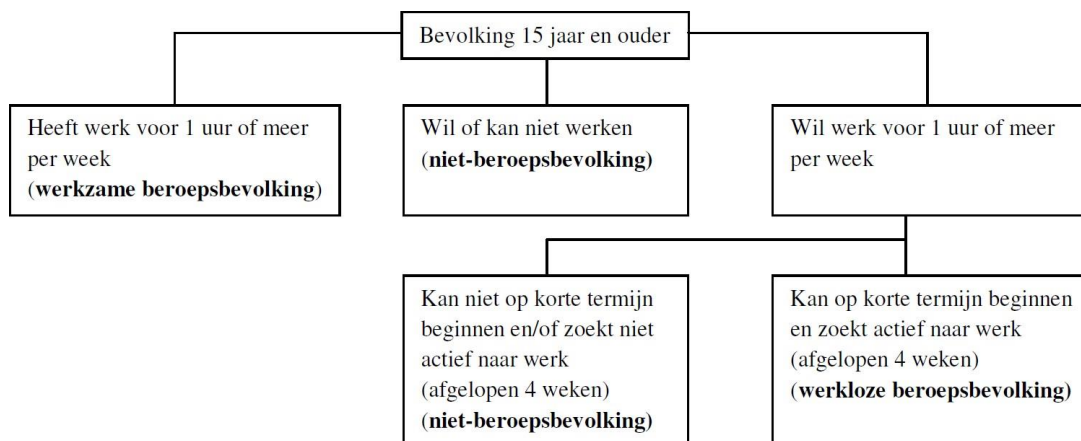 Bevolking 15 jaar en ouder
Heeft werk voor 1 uur of meer
per week
(werkzame beroepsbevolking)
Wil of kan niet werken
(niet-beroepsbevolking)
Wil werk voor 1 uur of meer
per week
Kan niet op korte termijn
beginnen en/of zoekt niet
actief naar werk
(afgelopen 4 weken)
(niet-beroepsbevolking)
Kan op korte termijn beginnen
en zoekt actief naar werk
(afgelopen 4 weken)
(werkloze beroepsbevolking)